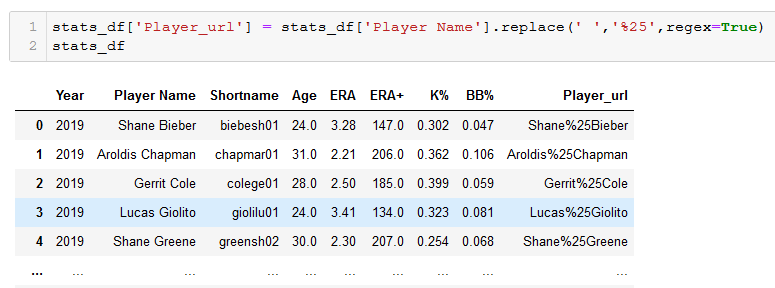 1 stats_df['Player_url'] = stats_df['Player Name'].replace(' ','%25',regex=True)
2 stats_df
Year Player Name Shortname Age ERA ERA+ K% BB% Player_url
0 2019 Shane Bieber biebesh01 24.0 3.28 147.0 0.302 0.047 Shane%25Bieber
1 2019 Aroldis Chapman chapmar01 31.0 2.21 206.0 0.362 0.106 Aroldis%25Chapman
2 2019 Gerrit Cole colege01 28.0 2.50 185.0 0.399 0.059 Gerrit%25Cole
3 2019 Lucas Giolito giolilu01 24.0 3.41 134.0 0.323 0.081 Lucas%25Giolito
4 2019 Shane Greene greensh02 30.0 2.30 207.0 0.254 0.068 Shane%25Greene
... ... ... ... ... ... ... ... ... ...